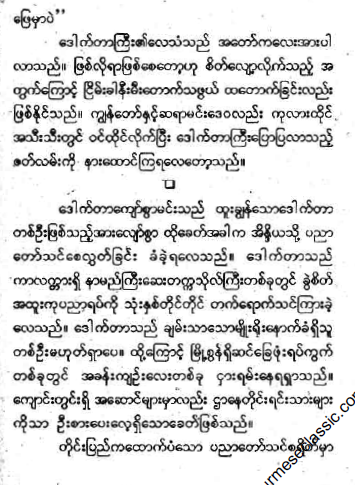 ဖြေမှာပဲ”
ဒေါက်တာကြီး၏လေသံသည် အတော်ကလေးအားပါ
လာသည်။ ဖြစ်လိုရာဖြစ်စေတော့ဟု စိတ်လျော့လိုက်သည့် အ
တွက်ကြောင့် ငြိမ်းခါနီးမီးတောက်သဖွယ် ထတောက်ခြင်းလည်း
ဖြစ်နိုင်သည်။ ကျွန်တော်နှင့်ဆရာမင်းဒေဝလည်း ကုလားထိုင်
အသီးသီးတွင် ဝင်ထိုင်လိုက်ပြီး ဒေါက်တာကြီးပြောပြလာသည့်
ဇာတ်လမ်းကို နားထောင်ကြရလေတော့သည်။
ဒေါက်တာကျော်စွာမင်းသည် ထူးချွန်သောဒေါက်တာ
တစ်ဦးဖြစ်သည့်အားလျော်စွာ ထိုခေတ်အခါက အိန္ဒိယသို့ ပညာ
တော်သင်စေလွှတ်ခြင်း ခံခဲ့ရလေသည်။ ဒေါက်တာသည်
ကာလတ္တားရှိ နာမည်ကြီးဆေးတက္ကသိုလ်ကြီးတစ်ခုတွင် ခွဲစိတ်
အထူးကုပညာရပ်ကို သုံးနှစ်တိုင်တိုင် တက်ရောက်သင်ကြားခဲ့
လေသည်။ ဒေါက်တာသည် ချမ်းသာသောမျိုးရိုးနောက်ခံရှိသူ
တစ်ဦးမဟုတ်ရှာပေ။ ထို့ကြောင့် မြို့စွန်ရှိဆင်ခြေဖုံးရပ်ကွက်
တစ်ခုတွင် အခန်းကျဉ်းလေးတစ်ခု ငှားရမ်းနေရရှာသည်။
ကျောင်းတွင်းရှိ အဆောင်များမှာလည်း ဌာနေတိုင်းရင်းသားများ
ကိုသာ ဦးစားပေးလေ့ရှိသောခေတ်ဖြစ်သည်။
တိုင်းပြည်ကထောက်ပံ့သော ပညာတော်သင်စရိတ်မှာ